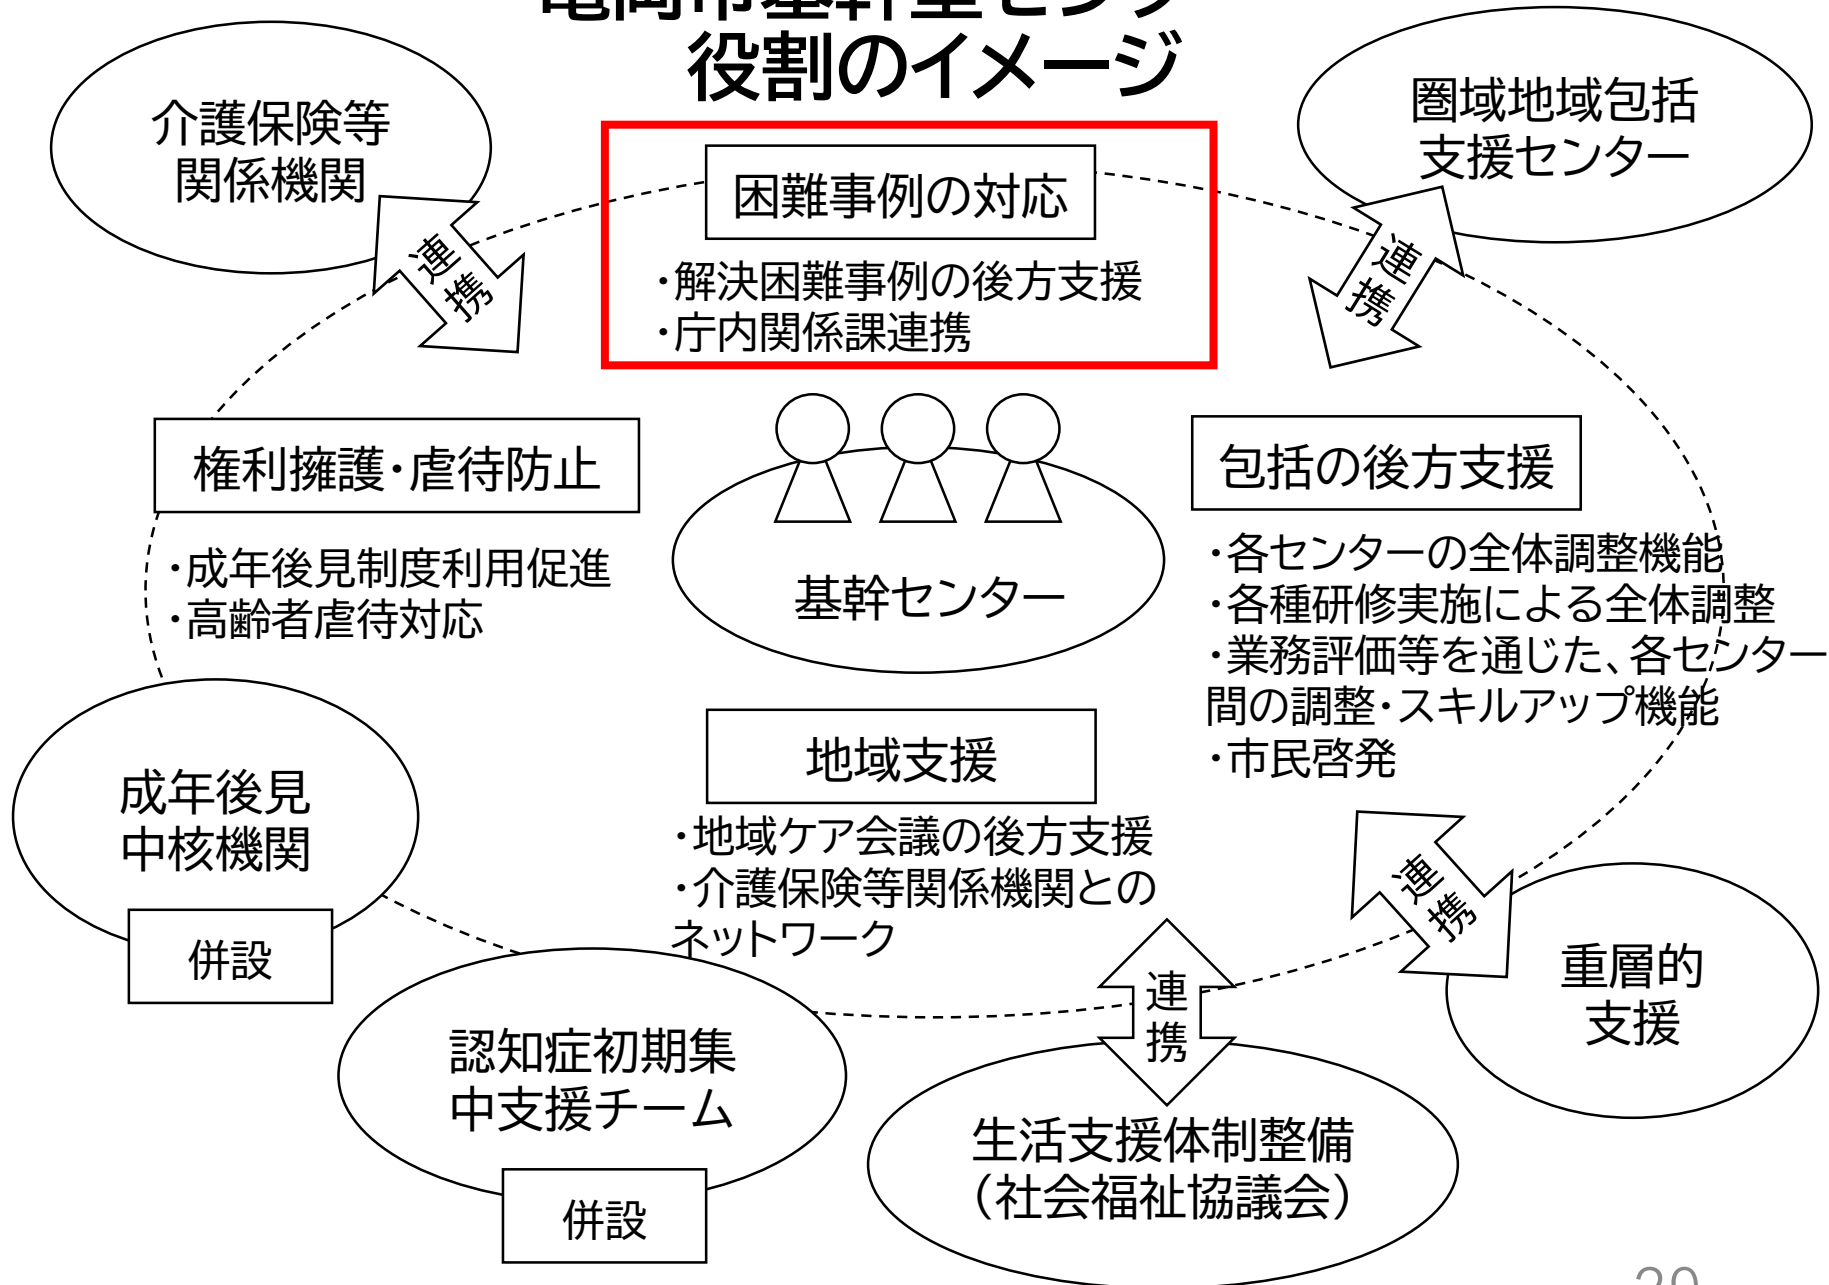 役割のイメージ
介護保険等
関係機関
圏域地域包括
支援センター
困難事例の対応
・解決困難事例の後方支援
・庁内関係課連携
連
携
連
携
権利擁護・虐待防止
・成年後見制度利用促進
・高齢者虐待対応
基幹センター
包括の後方支援
・各センターの全体調整機能
・各種研修実施による全体調整
・業務評価等を通じた、各センター
間の調整・スキルアップ機能
・市民啓発
地域支援
・地域ケア会議の後方支援
・介護保険等関係機関との
ネットワーク
成年後見
中核機関
併設
認知症初期集
中支援チーム
併設
連
携
生活支援体制整備
（社会福祉協議会）
連
携
重層的
支援